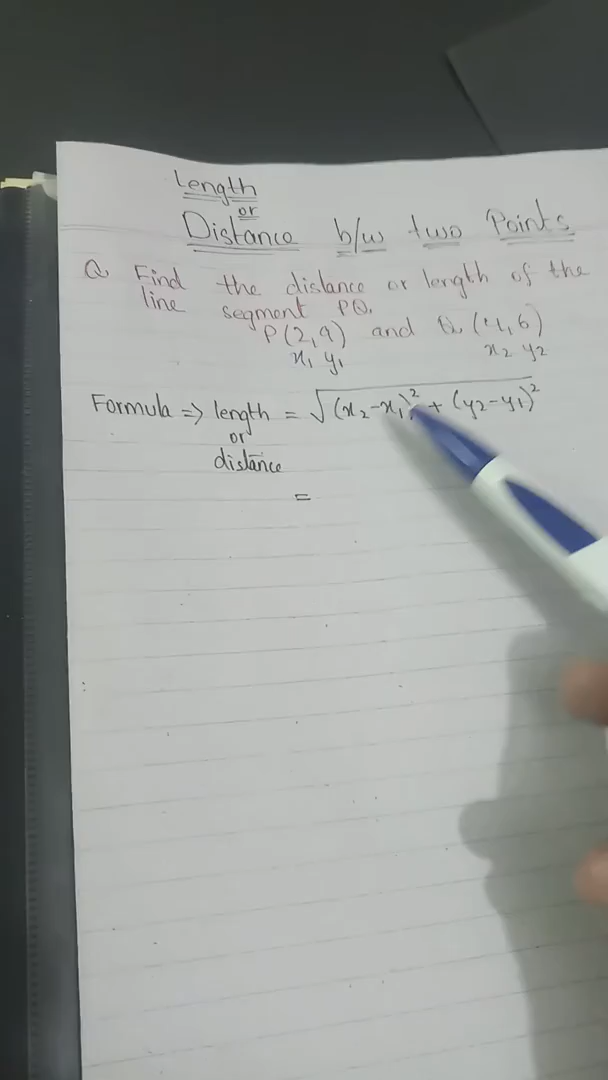 Length
or
Distance b/w two Points
Q. Find the distance or length of the
line segment PQ.
P(2,9) and Q (4,6)
x₁ y₁ x₂ y₂
Formula => length = √(x₂-x₁)² + (y₂-y₁)²
or
distance
=